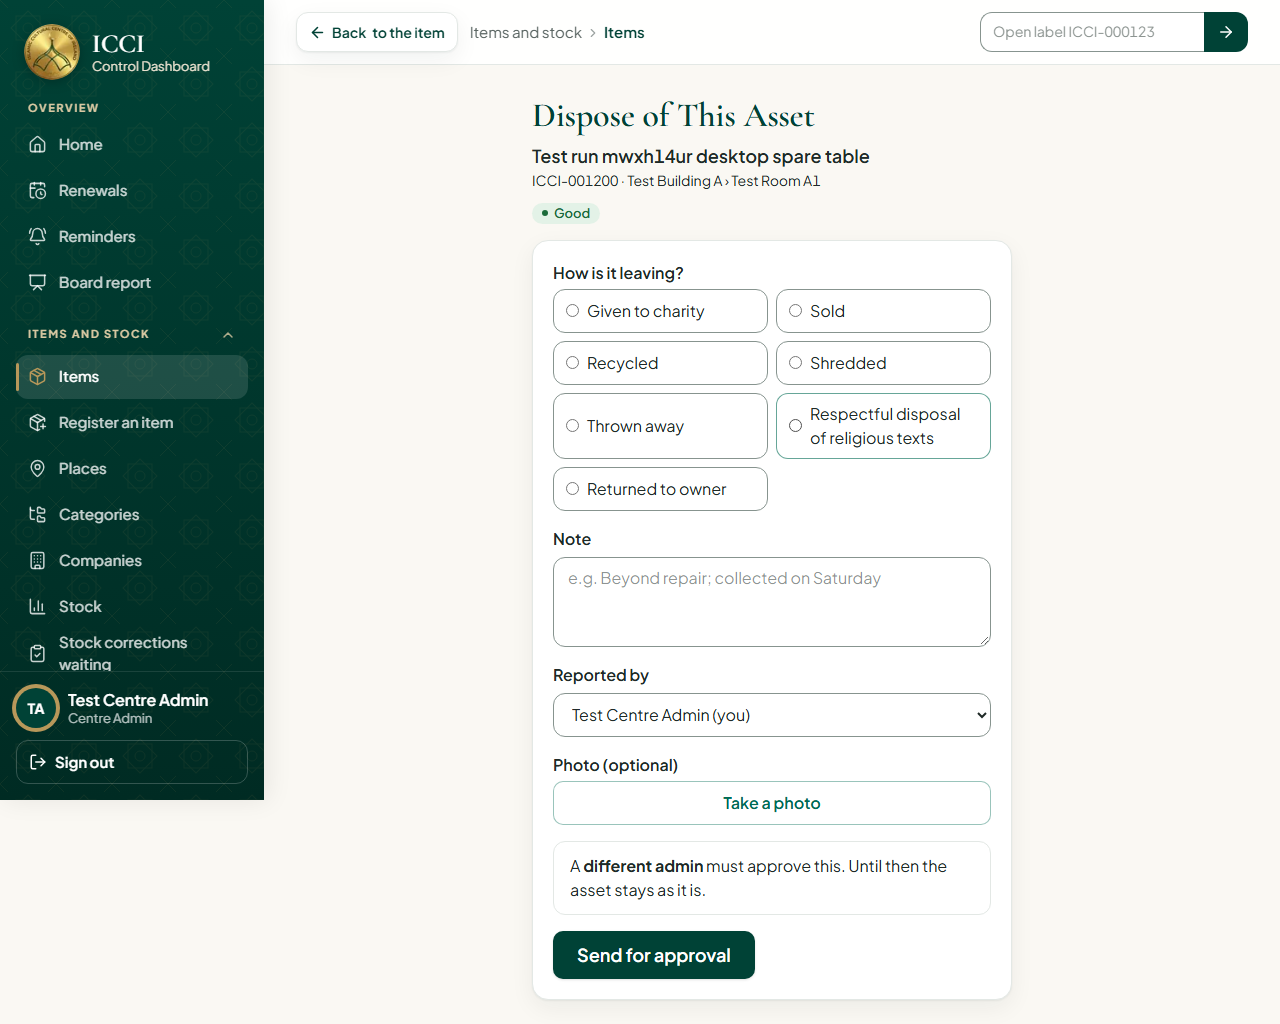 ICCI
Control Dashboard
OVERVIEW
Home
Renewals
Reminders
Board report
ITEMS AND STOCK
Items
Register an item
Places
Categories
Companies
Stock
Stock corrections
waiting
TA
Test Centre Admin
Centre Admin
Sign out
Back to the item
Items and stock › Items
Open label ICCI-000123
Dispose of This Asset
Test run mwxh14ur desktop spare table
ICCI-001200 · Test Building A › Test Room A1
Good
How is it leaving?
Given to charity
Sold
Recycled
Shredded
Thrown away
Respectful disposal
of religious texts
Returned to owner
Note
e.g. Beyond repair; collected on Saturday
Reported by
Test Centre Admin (you)
Photo (optional)
Take a photo
A different admin must approve this. Until then the
asset stays as it is.
Send for approval